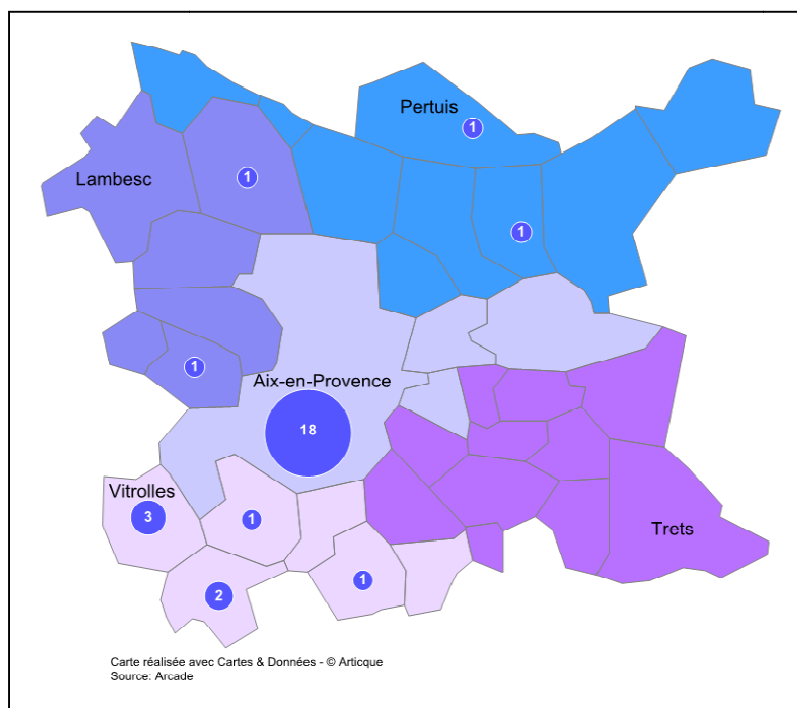 Pertuis
1
Lambesc
1
1
1
Aix-en-Provence
18
Vitrolles
3
1
Trets
1
2
Carte réalisée avec Cartes & Données - © Articque
Source: Arcade